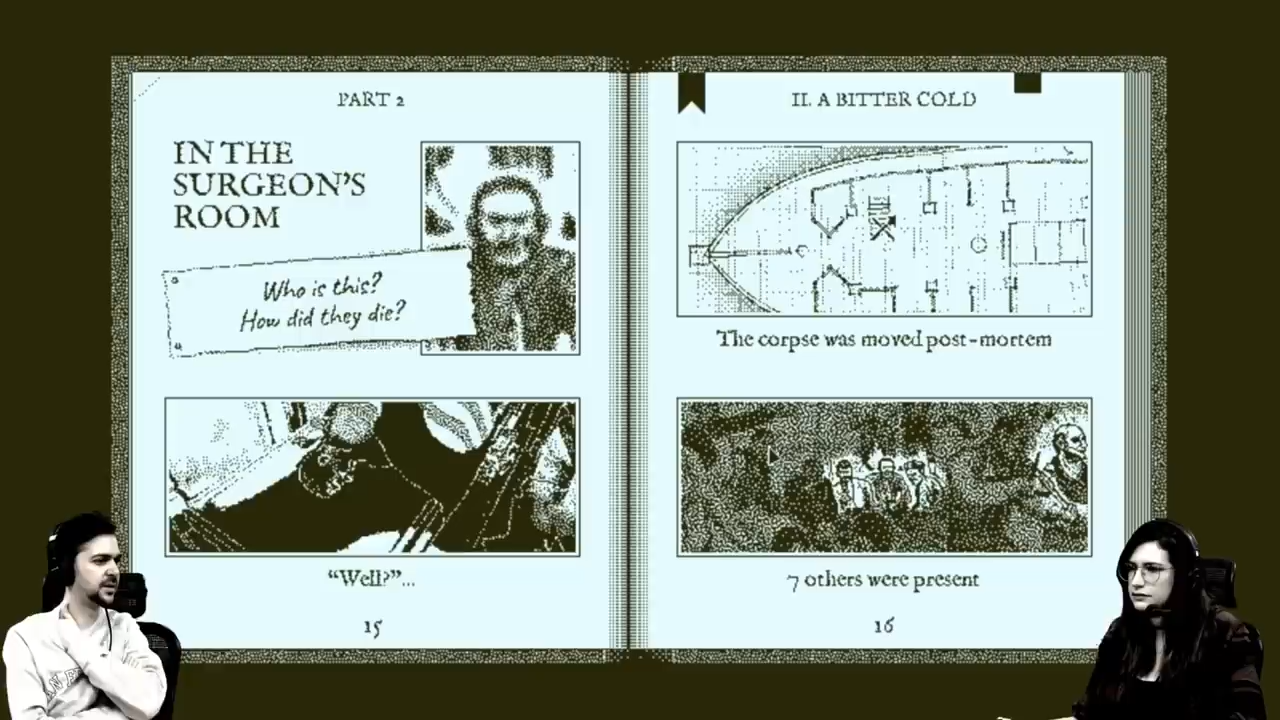 PART 2
IN THE
SURGEON'S
ROOM
Who is this?
How did they die?
"Well?"...
15
II. A BITTER COLD
The corpse was moved post-mortem
7 others were present
16